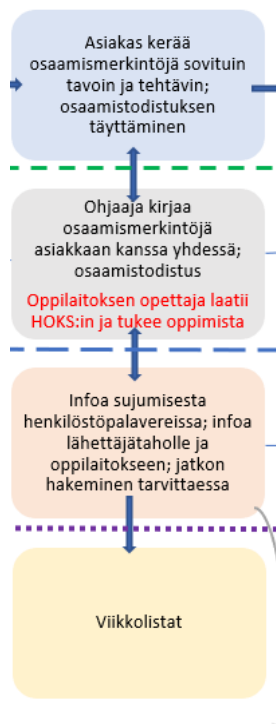 Asiakas kerää
osaamismerkintöjä sovituin
tavoin ja tehtävin;
osaamistodistuksen
täyttäminen
Ohjaaja kirjaa
osaamismerkintöjä
asiakkaan kanssa yhdessä;
osaamistodistus
Oppilaitoksen opettaja laatii
HOKS:in ja tukee oppimista
Infoa sujumisesta
henkilöstöpalavereissa; infoa
lähettäjätaholle ja
oppilaitokseen; jatkon
hakeminen tarvittaessa
Viikkolistat